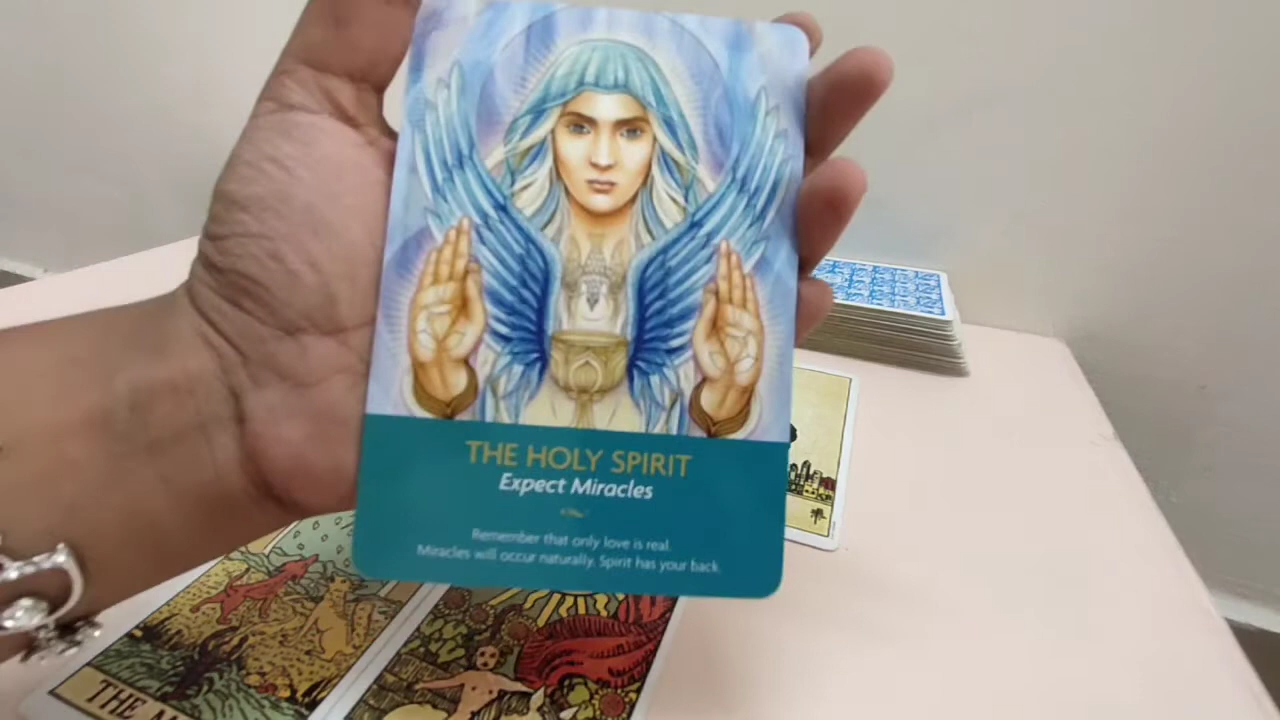 THE HOLY SPIRIT
Expect Miracles
Remember that only love is real.
Miracles will occur naturally. Spirit has your back.
THE M